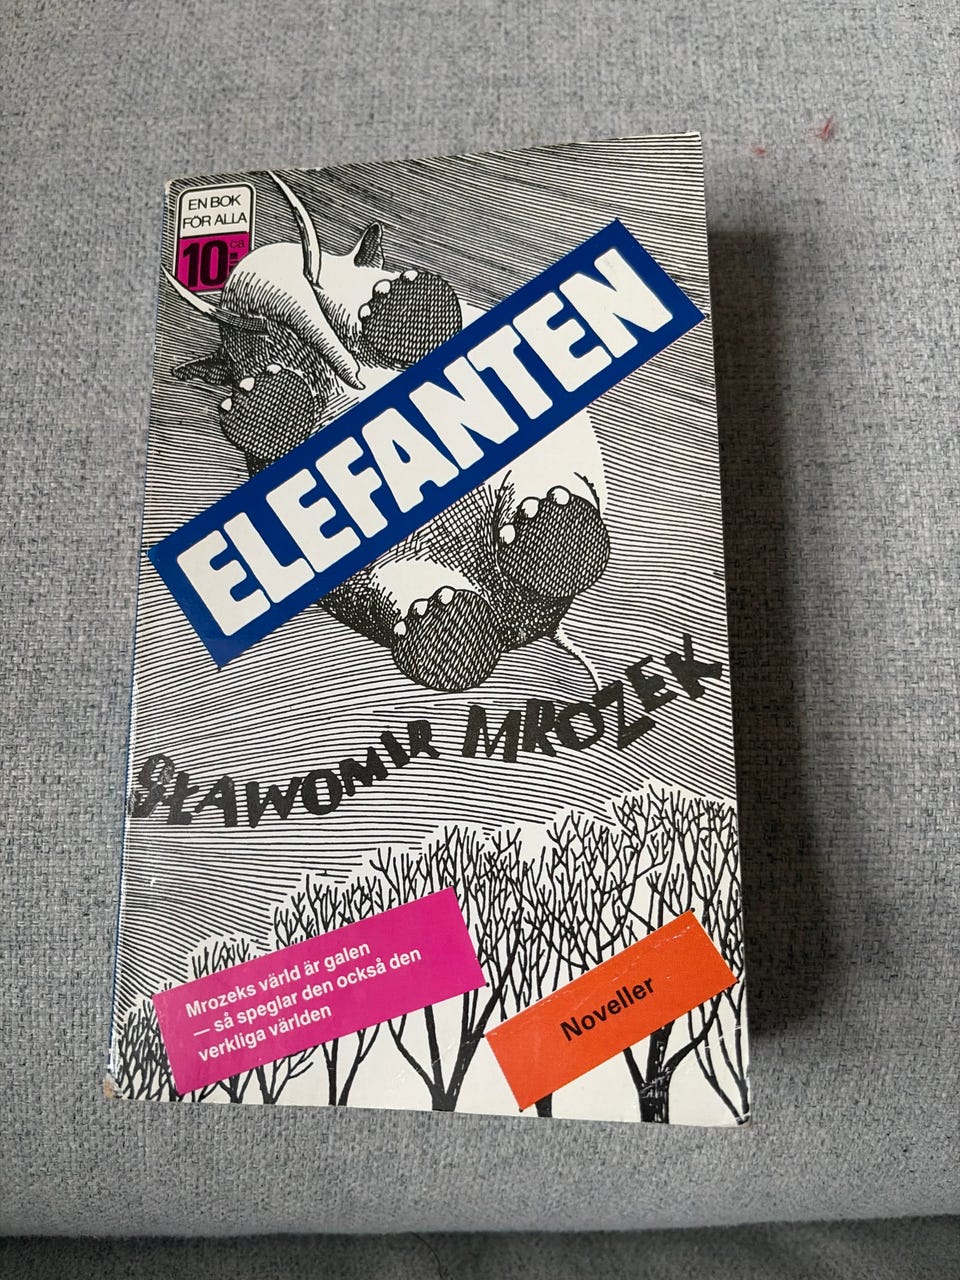 EN BOK
FÖR ALLA
ca
10
ELEFANTEN
SŁAWOMIR MROZEK
Mrozeks värld är galen
— så speglar den också den
verkliga världen
Noveller